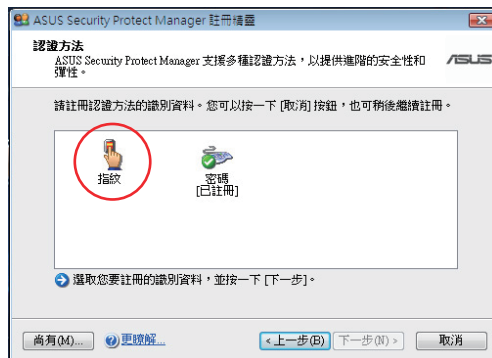 ASUS Security Protect Manager 註冊精靈
認證方法
ASUS Security Protect Manager 支援多種認證方法，以提供進階的安全性和
彈性。
ASUS
請註冊認證方法的識別資料。您可以按一下 [取消] 按鈕，也可稍後繼續註冊。
指紋
密碼
[已註冊]
選取您要註冊的識別資料，並按一下 [下一步]。
尚有(M)...
更瞭解...
<上一步(B)
下一步(N)>
取消